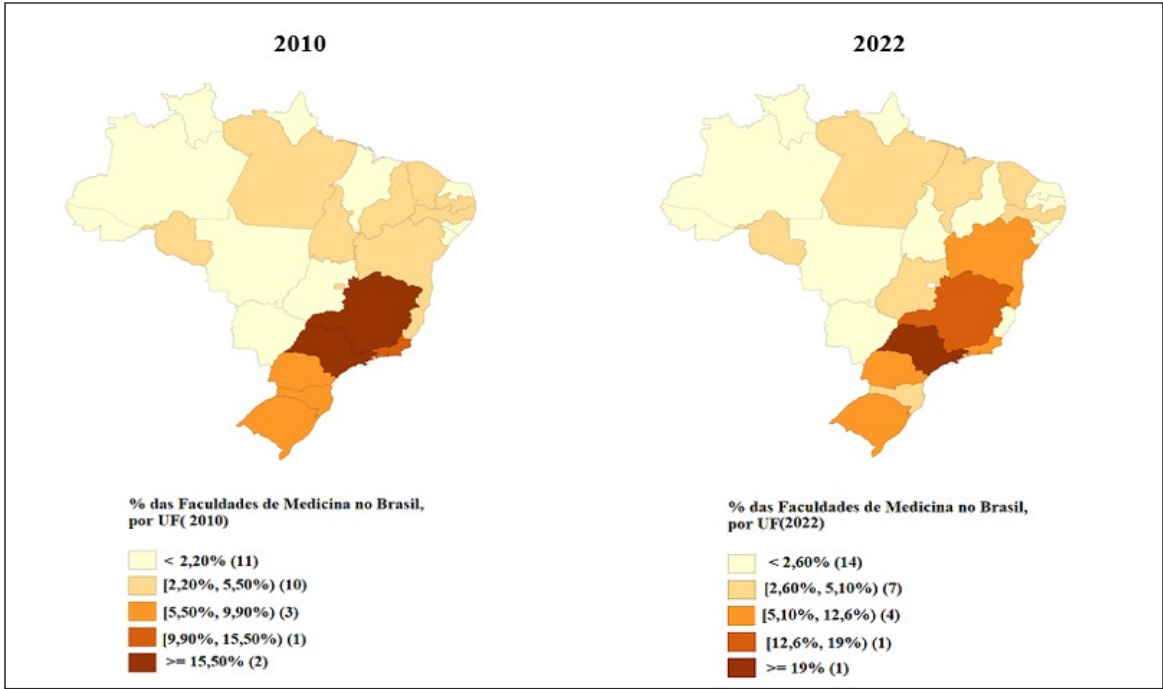 2010
% das Faculdades de Medicina no Brasil,
por UF( 2010)
< 2,20% (11)
[2,20%, 5,50%) (10)
[5,50%, 9,90%) (3)
[9,90%, 15,50%) (1)
>= 15,50% (2)
2022
% das Faculdades de Medicina no Brasil,
por UF(2022)
< 2,60% (14)
[2,60%, 5,10%) (7)
[5,10%, 12,6%) (4)
[12,6%, 19%) (1)
>= 19% (1)